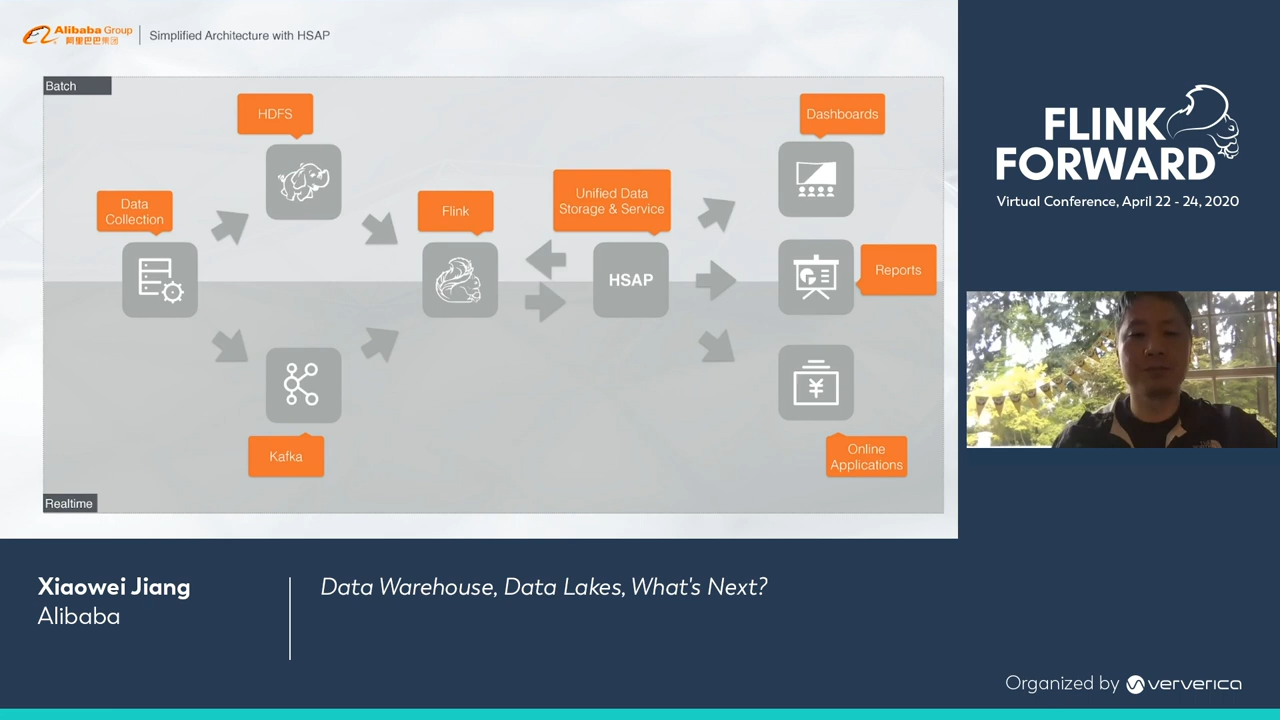 Alibaba Group
阿里巴巴集团
Simplified Architecture with HSAP
Batch
HDFS
Dashboards
Data
Collection
Flink
Unified Data
Storage & Service
HSAP
Reports
Kafka
Online
Applications
Realtime
FLINK
FORWARD
Virtual Conference, April 22 - 24, 2020
Xiaowei Jiang
Alibaba
Data Warehouse, Data Lakes, What's Next?
Organized by ververica